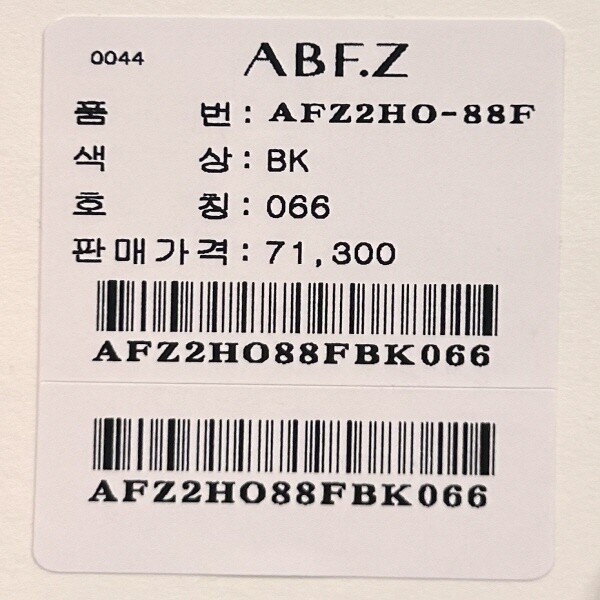 0044 ABF.Z
품 번 : AFZ2HO-88F
색 상 : BK
호 칭 : 066
판매가격 : 71,300
AFZ2HO88FBK066
AFZ2HO88FBK066